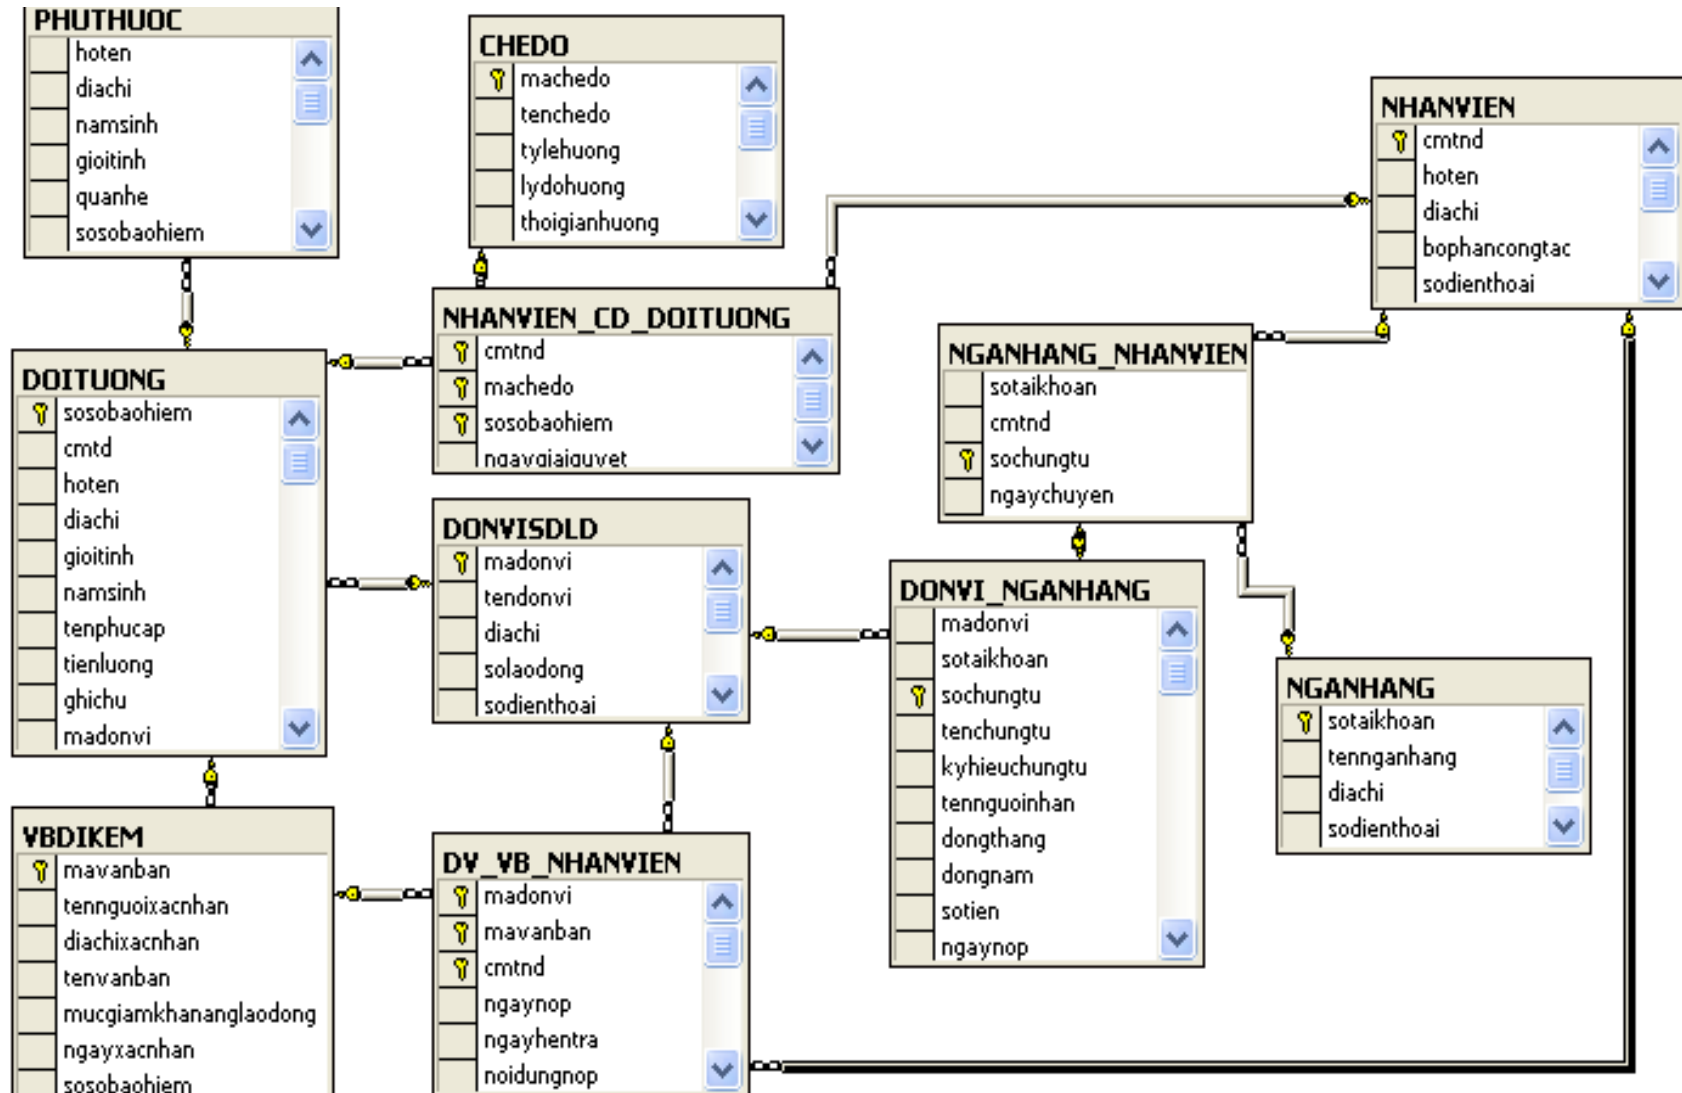 PHUTHUOC
hoten
diachi
namsinh
gioitinh
quanhe
sosobaohiem
CHEDO
machedo
tenchedo
tylehuong
lydohuong
thoigianhuong
NHANVIEN
cmtnd
hoten
diachi
bophancongtac
sodienthoai
NHANVIEN_CD_DOITUONG
cmtnd
machedo
sosobaohiem
ngaygiaiquyet
NGANHANG_NHANVIEN
sotaikhoan
cmtnd
sochungtu
ngaychuyen
DOITUONG
sosobaohiem
cmtd
hoten
diachi
gioitinh
namsinh
tenphucap
tienluong
ghichu
madonvi
DONVISDLD
madonvi
tendonvi
diachi
solaodong
sodienthoai
DONVI_NGANHANG
madonvi
sotaikhoan
sochungtu
tenchungtu
kyhieuchungtu
tennguoinhan
dongthang
dongnam
sotien
ngaynop
NGANHANG
sotaikhoan
tennganhang
diachi
sodienthoai
VBDIKEM
mavanban
tennguoixacnhan
diachixacnhan
tenvanban
mucgiamkhananglaodong
ngayxacnhan
sosobaohiem
DV_VB_NHANVIEN
madonvi
mavanban
cmtnd
ngaynop
ngayhentra
noidungnop